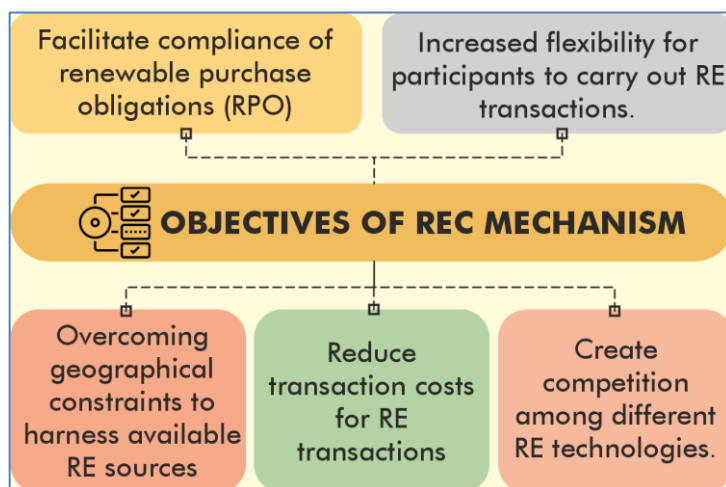 Facilitate compliance of
renewable purchase
obligations (RPO)
Increased flexibility for
participants to carry out RE
transactions.
OBJECTIVES OF REC MECHANISM
Overcoming
geographical
constraints to
harness available
RE sources
Reduce
transaction costs
for RE
transactions
Create
competition
among different
RE technologies.